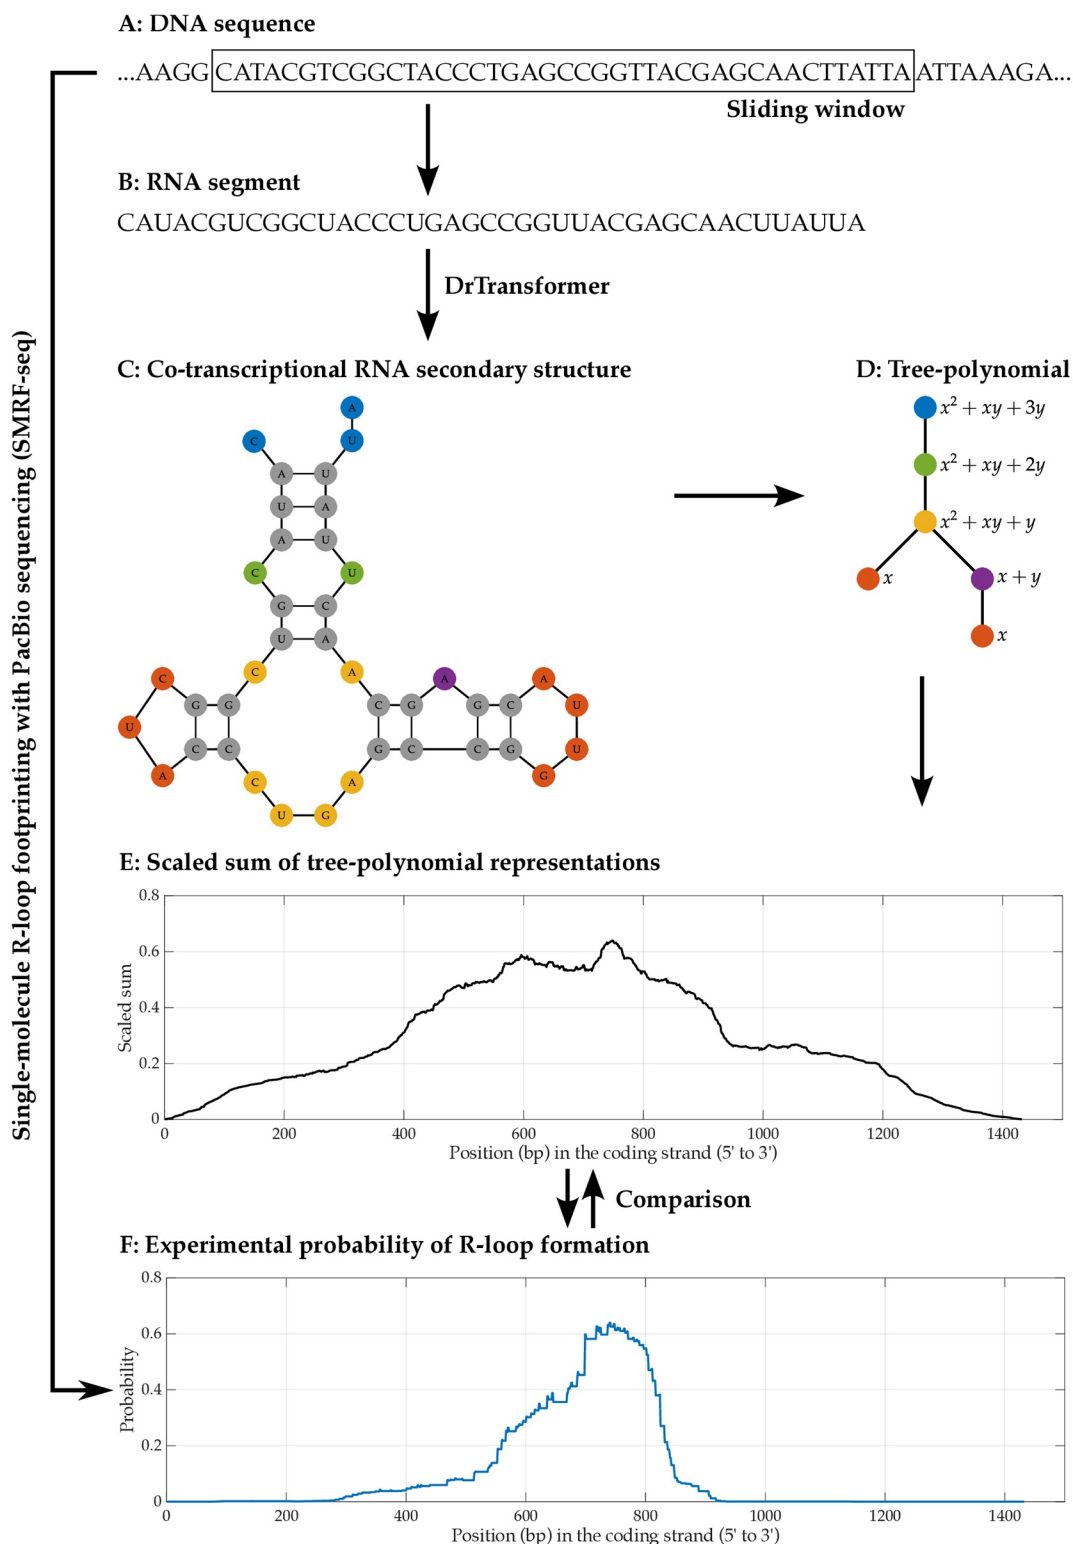 A: DNA sequence
...AAGG CATACGTCGGCTACCCTGAGCCGGTTACGAGCAACTTATTA ATTAAAGA...
Sliding window
B: RNA segment
CAUACGUCGGCUACCCUGAGCCGGUUACGAGCAACUUAUUA
DrTransformer
Single-molecule R-loop footprinting with PacBio sequencing (SMRF-seq)
C: Co-transcriptional RNA secondary structure
A
C U
A U
U A
A U
C U
G C
U A
C A
C G G C G A G C A
U U
A C C G C C G U
G
C A
U G
D: Tree-polynomial
x² + xy + 3y
x² + xy + 2y
x² + xy + y
x x + y
x
E: Scaled sum of tree-polynomial representations
0.8
0.6
0.4
0.2
0
Scaled sum
0 200 400 600 800 1000 1200 1400
Position (bp) in the coding strand (5' to 3')
Comparison
F: Experimental probability of R-loop formation
0.8
0.6
0.4
0.2
0
Probability
0 200 400 600 800 1000 1200 1400
Position (bp) in the coding strand (5' to 3')